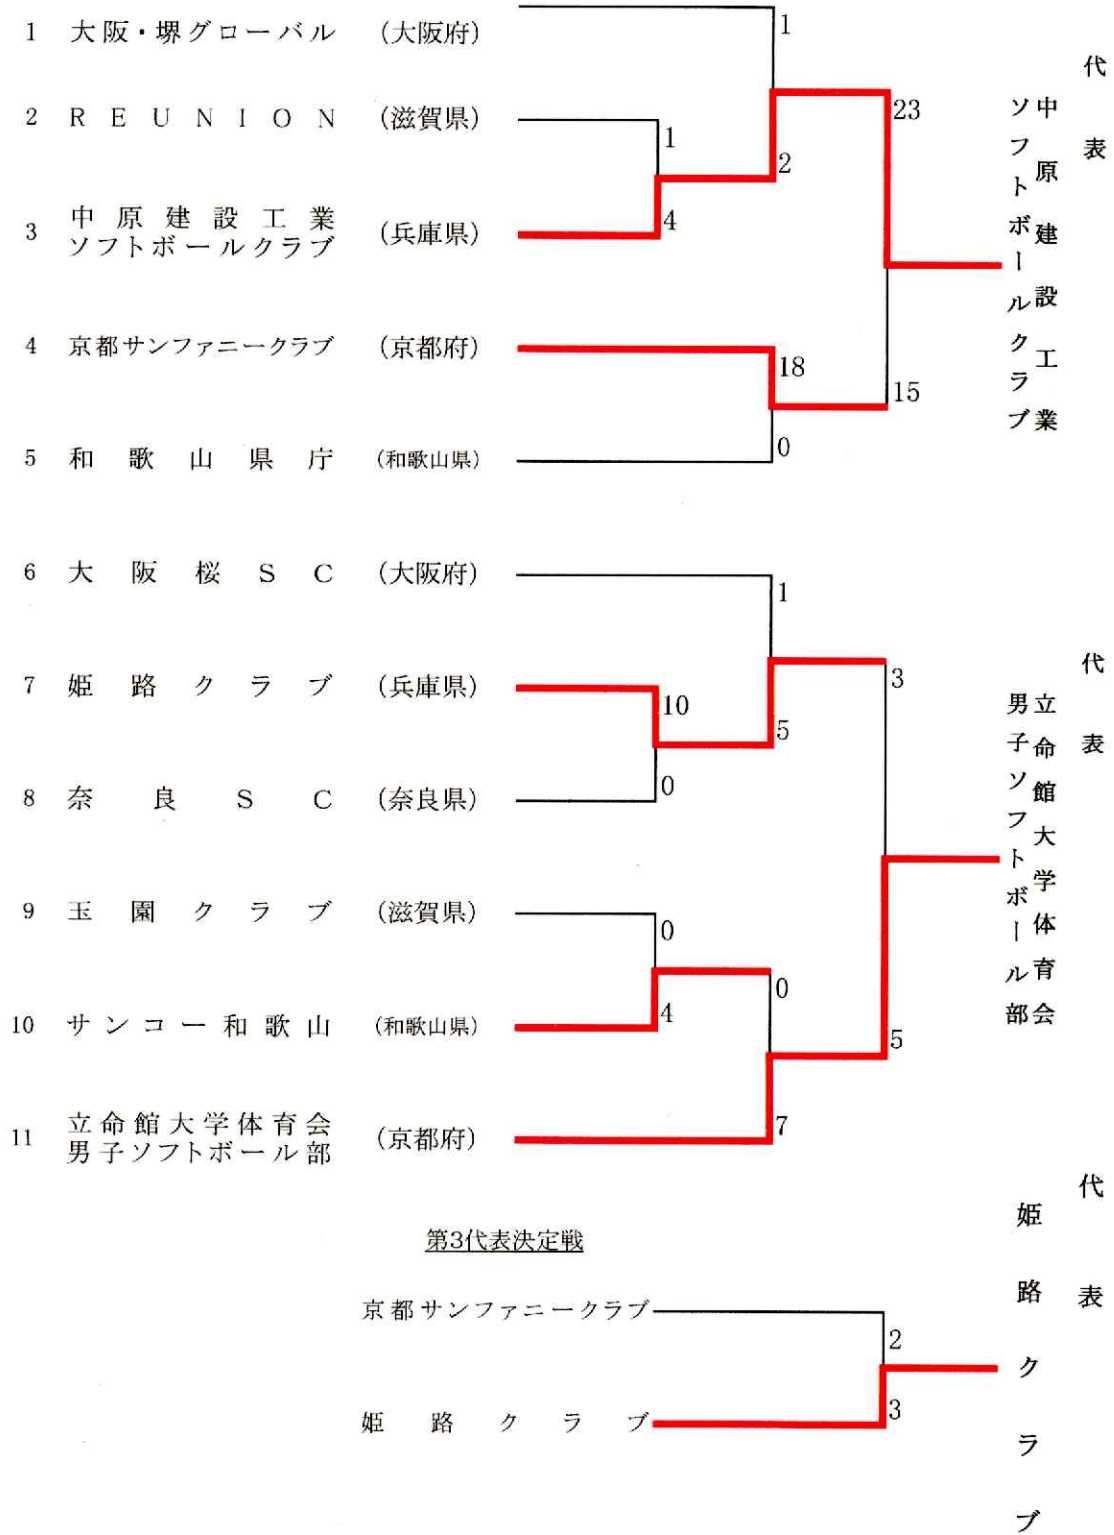 1 大阪・堺グローバル (大阪府)
1
2 REUNION (滋賀県)
1
2
3 中原建設工業
ソフトボールクラブ (兵庫県)
4
23
4 京都サンファニークラブ (京都府)
18
15
5 和歌山県庁 (和歌山県)
0
代表
中原建設工業
ソフトボールクラブ
6 大阪桜SC (大阪府)
1
7 姫路クラブ (兵庫県)
10
5
3
8 奈良SC (奈良県)
0
9 玉園クラブ (滋賀県)
0
10 サンコー和歌山 (和歌山県)
4
0
5
11 立命館大学体育会
男子ソフトボール部 (京都府)
7
代表
立命館大学体育会
男子ソフトボール部
第3代表決定戦
京都サンファニークラブ
2
姫路クラブ
3
代表
姫路クラブ